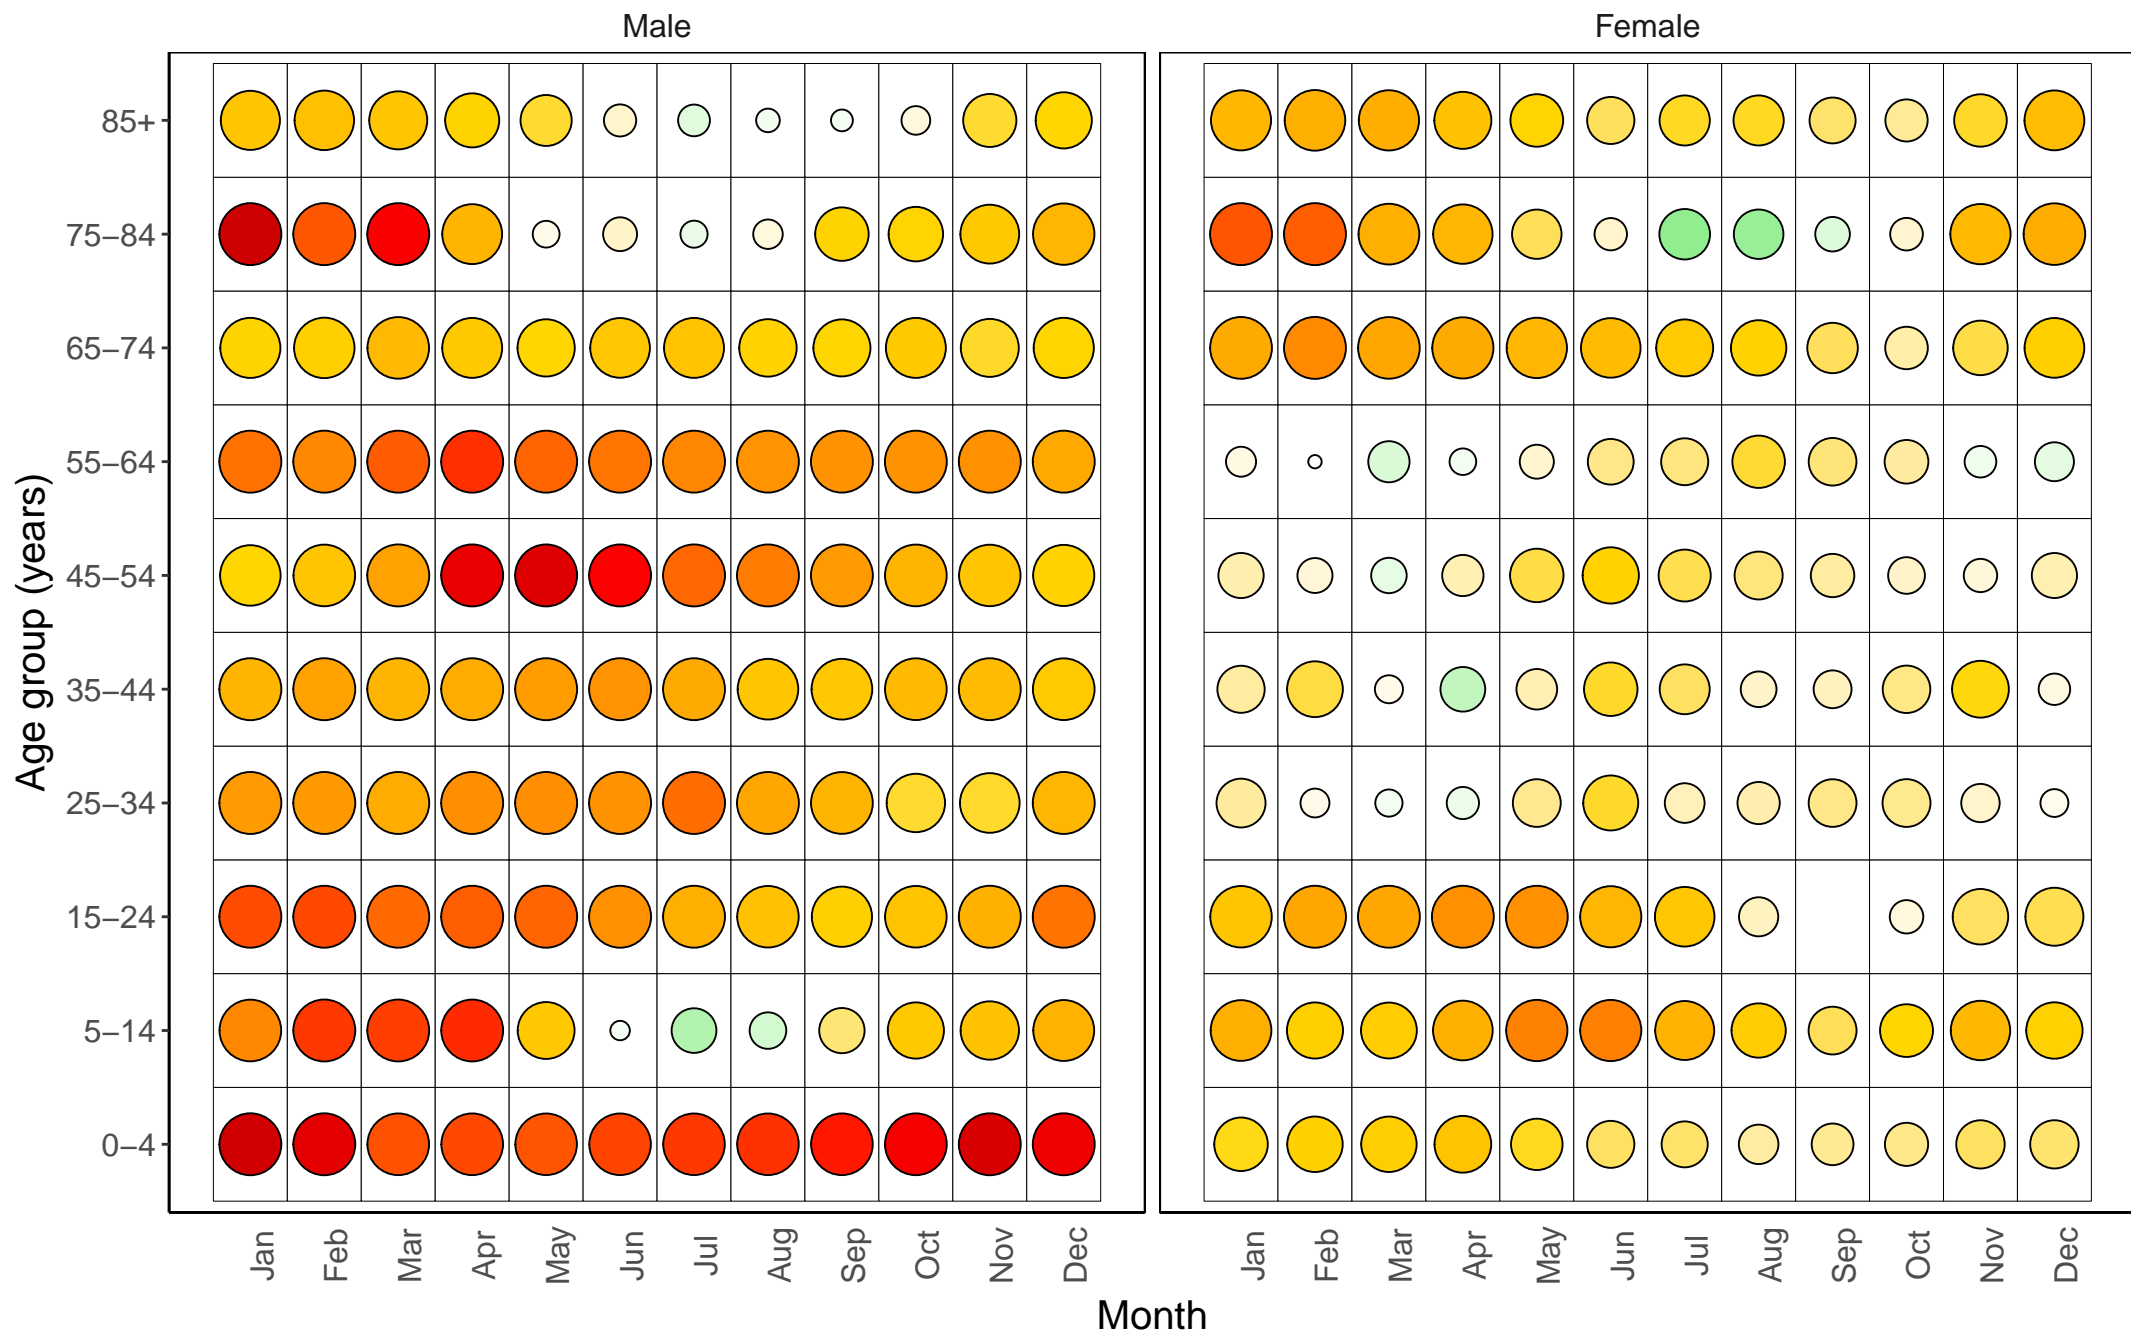 Male Female
Age group (years)
85+
75–84
65–74
55–64
45–54
35–44
25–34
15–24
5–14
0–4
Jan Feb Mar Apr May Jun Jul Aug Sep Oct Nov Dec Jan Feb Mar Apr May Jun Jul Aug Sep Oct Nov Dec
Month